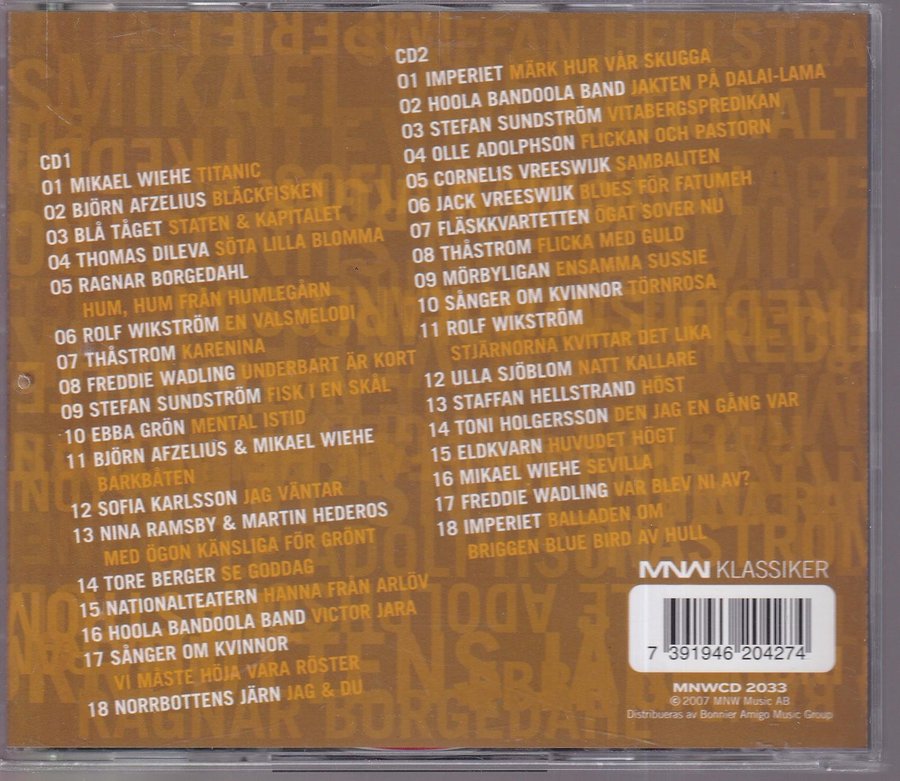 CD1
01 MIKAEL WIEHE TITANIC
02 BJÖRN AFZELIUS BLÄCKFISKEN
03 BLÅ TÅGET STATEN & KAPITALET
04 THOMAS DILEVA SÖTA LILLA BLOMMA
05 RAGNAR BORGEDAHL
HUM, HUM FRÅN HUMLEGÅRN
06 ROLF WIKSTRÖM EN VALSMELODI
07 THÅSTROM KARENINA
08 FREDDIE WADLING UNDERBART ÄR KORT
09 STEFAN SUNDSTRÖM FISK I EN SKÅL
10 EBBA GRÖN MENTAL ISTID
11 BJÖRN AFZELIUS & MIKAEL WIEHE
BARKBÅTEN
12 SOFIA KARLSSON JAG VÄNTAR
13 NINA RAMSBY & MARTIN HEDEROS
MED ÖGON KÄNSLIGA FÖR GRÖNT
14 TORE BERGER SE GODDAG
15 NATIONALTEATERN HANNA FRÅN ARLÖV
16 HOOLA BANDOOLA BAND VICTOR JARA
17 SÅNGER OM KVINNOR
VI MÅSTE HÖJA VARA RÖSTER
18 NORRBOTTENS JÄRN JAG & DU
CD2
01 IMPERIET MÄRK HUR VÅR SKUGGA
02 HOOLA BANDOOLA BAND JAKTEN PÅ DALAI-LAMA
03 STEFAN SUNDSTRÖM VITABERGSPREDIKAN
04 OLLE ADOLPHSON FLICKAN OCH PASTORN
05 CORNELIS VREESWIJK SAMBALITEN
06 JACK VREESWIJK BLUES FÖR FATUMEH
07 FLÄSKKVARTETTEN ÖGAT SOVER NU
08 THÅSTROM FLICKA MED GULD
09 MÖRBYLIGAN ENSAMMA SUSSIE
10 SÅNGER OM KVINNOR TÖRNROSA
11 ROLF WIKSTRÖM
STJÄRNORNA KVITTAR DET LIKA
12 ULLA SJÖBLOM NATT KALLARE
13 STAFFAN HELLSTRAND HÖST
14 TONI HOLGERSSON DEN JAG EN GÅNG VAR
15 ELDKVARN HUVUDET HÖGT
16 MIKAEL WIEHE SEVILLA
17 FREDDIE WADLING VAR BLEV NI AV?
18 IMPERIET BALLADEN OM
BRIGGEN BLUE BIRD AV HULL
MNW KLASSIKER
7 391946 204274
MNWCD 2033
© 2007 MNW Music AB
Distribueras av Bonnier Amigo Music Group